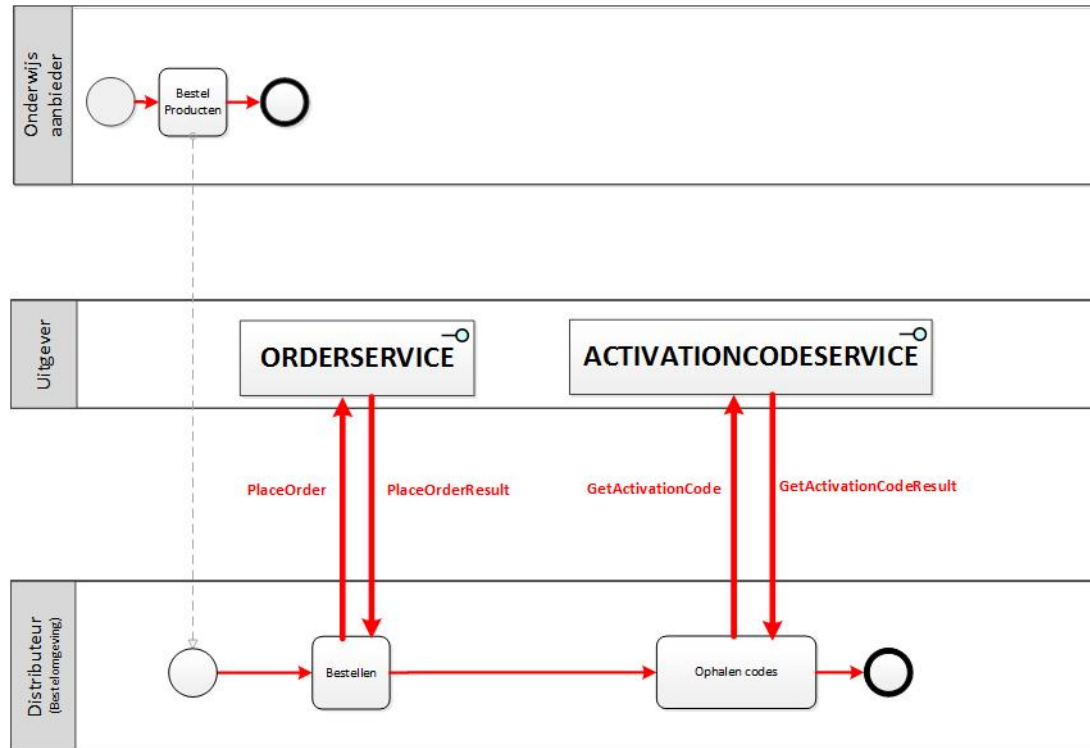 Onderwijs
aanbieder
Bestel
Producten
Uitgever
ORDERSERVICE
ACTIVATIONCODESERVICE
PlaceOrder
PlaceOrderResult
GetActivationCode
GetActivationCodeResult
Distributeur
(Bestelomgeving)
Bestellen
Ophalen codes